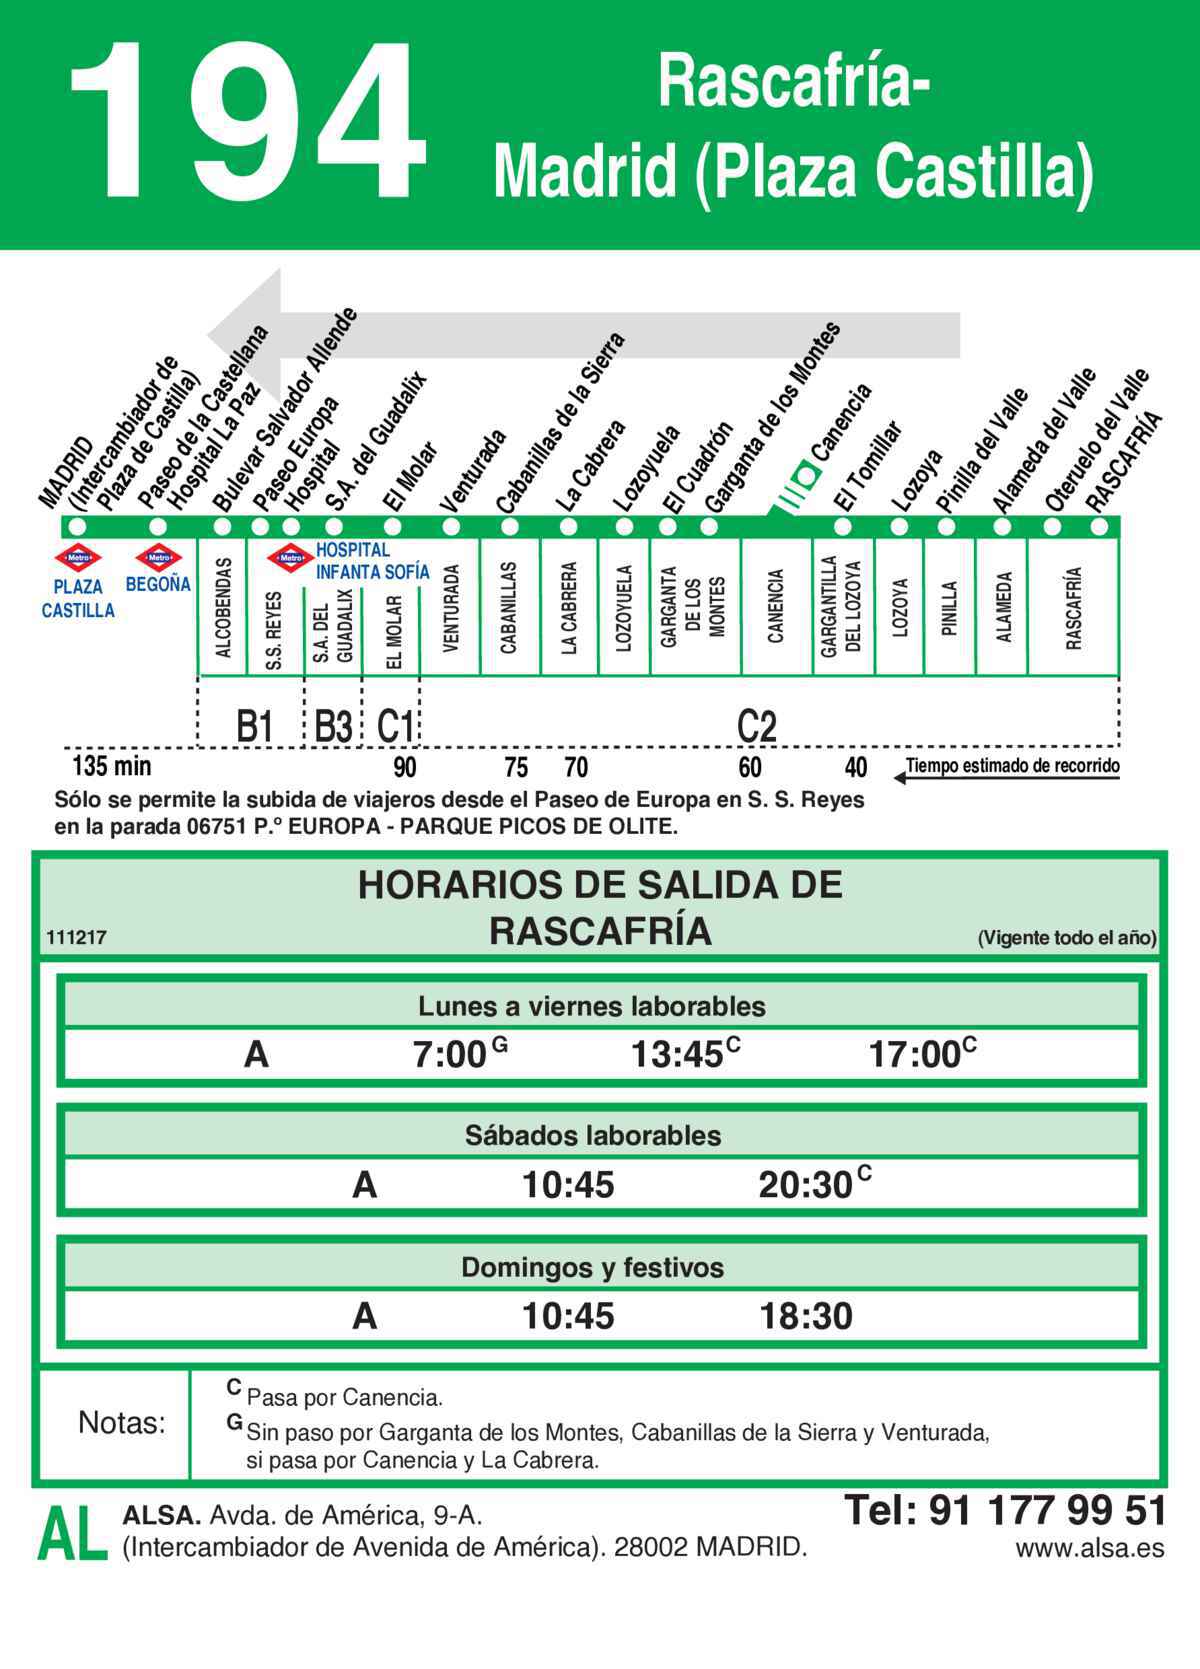 194
Rascafría-
Madrid (Plaza Castilla)
MADRID
(Intercambiador de
Plaza de Castilla)
Paseo de la Castellana
Hospital La Paz
Bulevar Salvador Allende
Paseo Europa
Hospital
S.A. del Guadalix
El Molar
Venturada
Cabanillas de la Sierra
La Cabrera
Lozoyuela
El Cuadrón
Garganta de los Montes
Canencia
El Tomillar
Lozoya
Pinilla del Valle
Alameda del Valle
Oteruelo del Valle
RASCAFRÍA
Metro
PLAZA
CASTILLA
Metro
BEGOÑA
Metro
HOSPITAL
INFANTA SOFÍA
ALCOBENDAS
S.S. REYES
S.A. DEL
GUADALIX
EL MOLAR
VENTURADA
CABANILLAS
LA CABRERA
LOZOYUELA
GARGANTA
DE LOS
MONTES
CANENCIA
GARGANTILLA
DEL LOZOYA
LOZOYA
PINILLA
ALAMEDA
RASCAFRÍA
B1 B3 C1 C2
135 min 90 75 70 60 40 Tiempo estimado de recorrido
Sólo se permite la subida de viajeros desde el Paseo de Europa en S. S. Reyes
en la parada 06751 P.º EUROPA - PARQUE PICOS DE OLITE.
HORARIOS DE SALIDA DE
RASCAFRÍA
111217 (Vigente todo el año)
Lunes a viernes laborables
A 7:00 G 13:45 C 17:00 C
Sábados laborables
A 10:45 20:30 C
Domingos y festivos
A 10:45 18:30
Notas:
C Pasa por Canencia.
G Sin paso por Garganta de los Montes, Cabanillas de la Sierra y Venturada,
si pasa por Canencia y La Cabrera.
AL
ALSA. Avda. de América, 9-A.
(Intercambiador de Avenida de América). 28002 MADRID.
Tel: 91 177 99 51
www.alsa.es